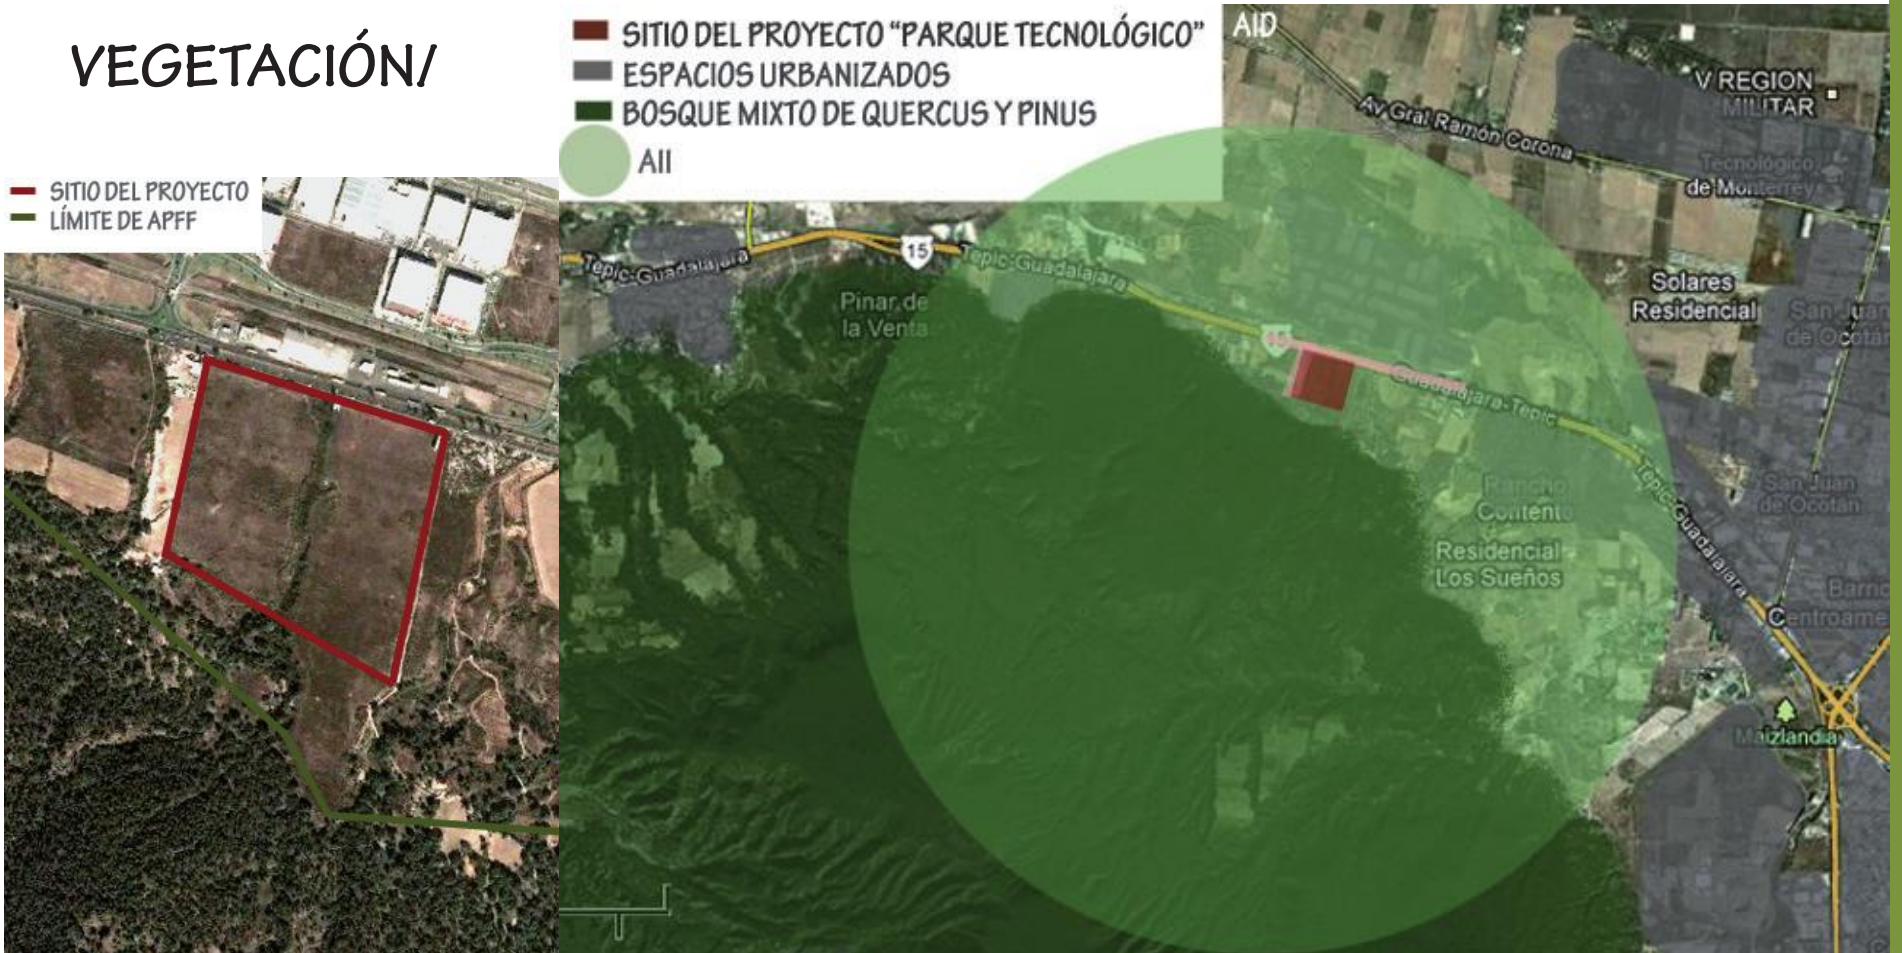 VEGETACIÓN/
SITIO DEL PROYECTO
LÍMITE DE APFF
SITIO DEL PROYECTO “PARQUE TECNOLÓGICO”
ESPACIOS URBANIZADOS
BOSQUE MIXTO DE QUERCUS Y PINUS
AII
AID
V REGION
MILITAR
Av Gral Ramón Corona
Tecnológico
de Monterrey
Tepic-Guadalajara
15
Tepic-Guadalajara
Pinar de
la Venta
Solares
Residencial
San Juan
de Ocotán
15
Guadalajara-Tepic
Tepic-Guadalajara
Rancho
Contento
San Juan
de Ocotán
Residencial
Los Sueños
Barrio
Centroame
Maizlandia